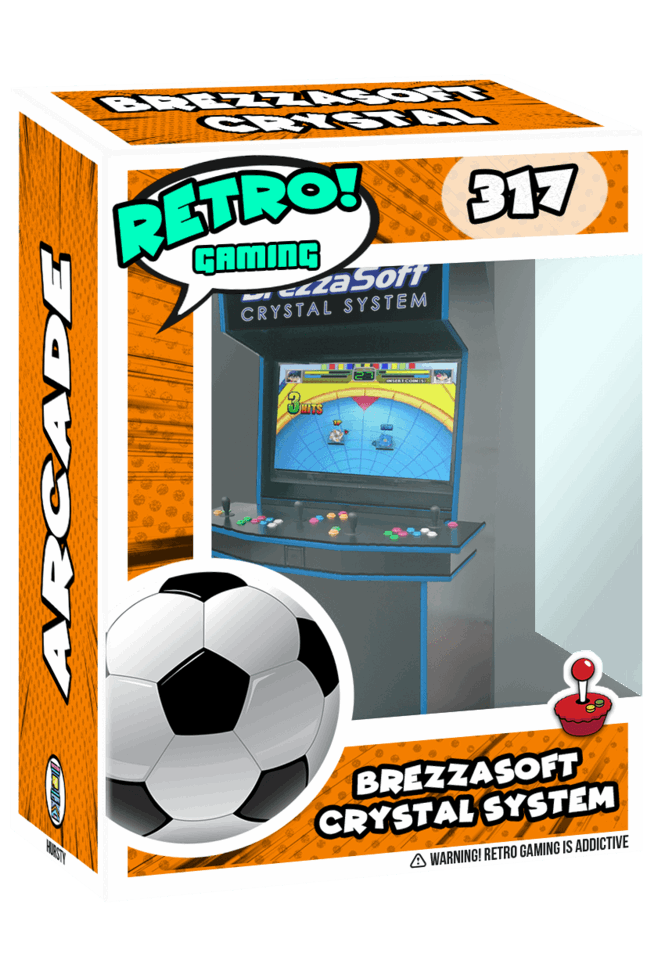 BREZZASOFT
CRYSTAL
RETRO!
GAMING
317
ARCADE
BrezzaSoft
CRYSTAL SYSTEM
3 HITS
BREZZASOFT
CRYSTAL SYSTEM
WARNING! RETRO GAMING IS ADDICTIVE
HURSTY